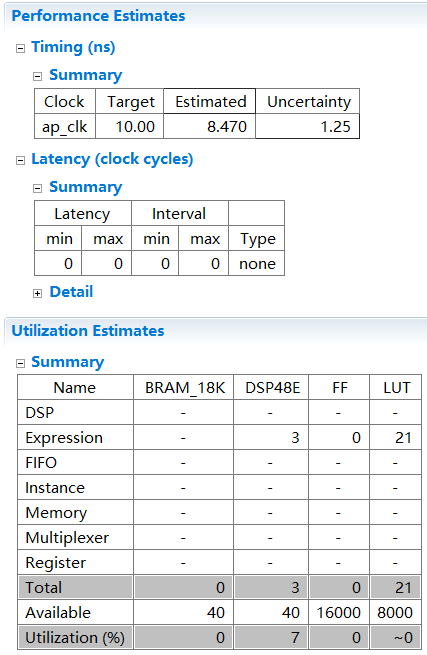 Performance Estimates
Timing (ns)
Summary
Clock Target Estimated Uncertainty
ap_clk 10.00 8.470 1.25
Latency (clock cycles)
Summary
Latency Interval
min max min max Type
0 0 0 0 none
Detail
Utilization Estimates
Summary
Name BRAM_18K DSP48E FF LUT
DSP - - - -
Expression - 3 0 21
FIFO - - - -
Instance - - - -
Memory - - - -
Multiplexer - - - -
Register - - - -
Total 0 3 0 21
Available 40 40 16000 8000
Utilization (%) 0 7 0 ~0